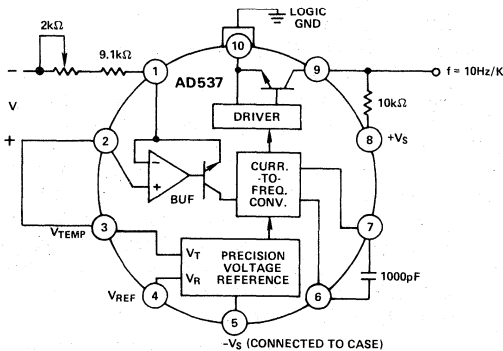 LOGIC
GND
2kΩ
9.1kΩ
10
1
AD537
9
f = 10Hz/K
−
V
+
DRIVER
10kΩ
2
8
+VS
−
+
BUF
CURR.
-TO-
FREQ.
CONV.
3
VTEMP
7
VT
VR
PRECISION
VOLTAGE
REFERENCE
1000pF
4
VREF
6
5
−VS (CONNECTED TO CASE)